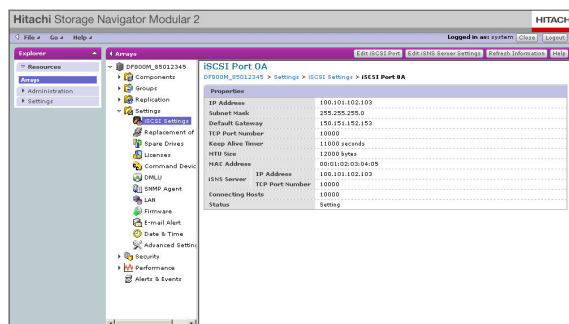 Hitachi Storage Navigator Modular 2
HITACH
File Go Help
Logged in as: system Close Logout
Explorer
Resources
Arrays
Administration
Settings
Arrays
Edit iSCSI Port Edit iSNS Server Settings Refresh Information Help
DF800M_85012345
Components
Groups
Replication
Settings
iSCSI Settings
Replacement of
Spare Drives
Licenses
Command Devic
DMLU
SNMP Agent
LAN
Firmware
E-mail Alert
Date & Time
Advanced Setting
Security
Performance
Alerts & Events
iSCSI Port 0A
DF800M_85012345 > Settings > iSCSI Settings > iSCSI Port 0A
Properties
IP Address 100.101.102.103
Subnet Mask 255.255.255.0
Default Gateway 150.151.152.153
TCP Port Number 10000
Keep Alive Timer 11000 seconds
MTU Size 12000 bytes
MAC Address 00:01:02:03:04:05
iSNS Server IP Address 100.101.102.103
TCP Port Number 10000
Connecting Hosts 10000
Status Setting